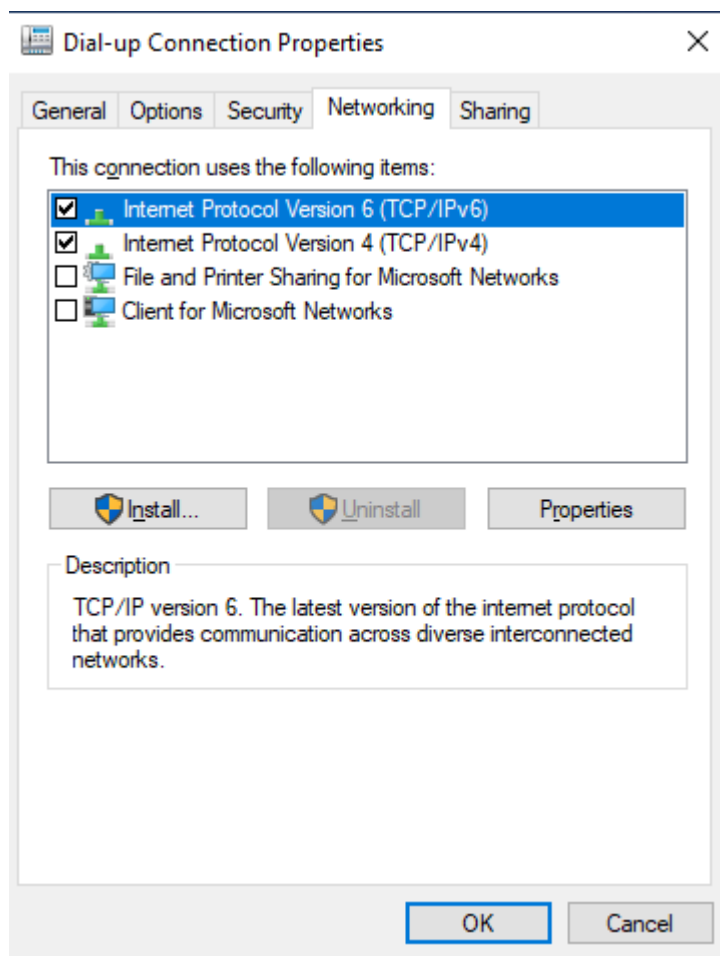 Dial-up Connection Properties
General Options Security Networking Sharing
This connection uses the following items:
Internet Protocol Version 6 (TCP/IPv6)
Internet Protocol Version 4 (TCP/IPv4)
File and Printer Sharing for Microsoft Networks
Client for Microsoft Networks
Install... Uninstall Properties
Description
TCP/IP version 6. The latest version of the internet protocol
that provides communication across diverse interconnected
networks.
OK Cancel